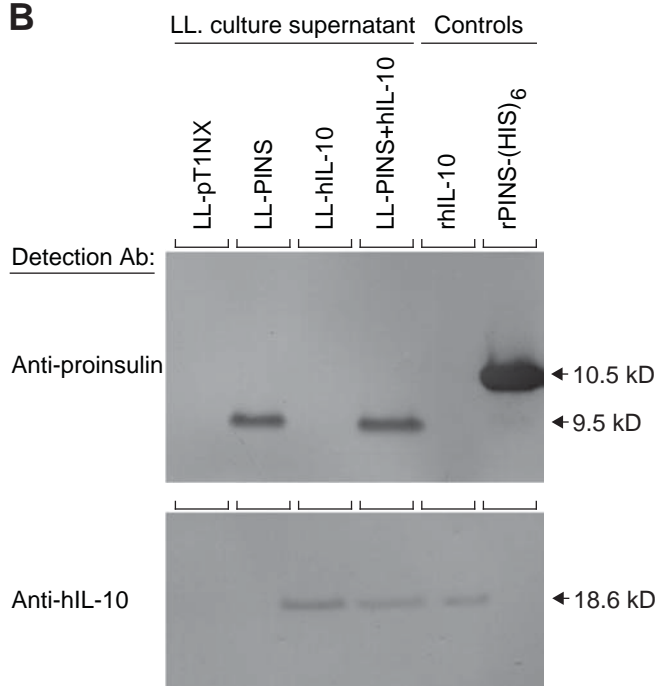 B
LL. culture supernatant Controls
LL-pT1NX
LL-PINS
LL-hIL-10
LL-PINS+hIL-10
rhIL-10
rPINS-(HIS)6
Detection Ab:
Anti-proinsulin
10.5 kD
9.5 kD
Anti-hIL-10
18.6 kD